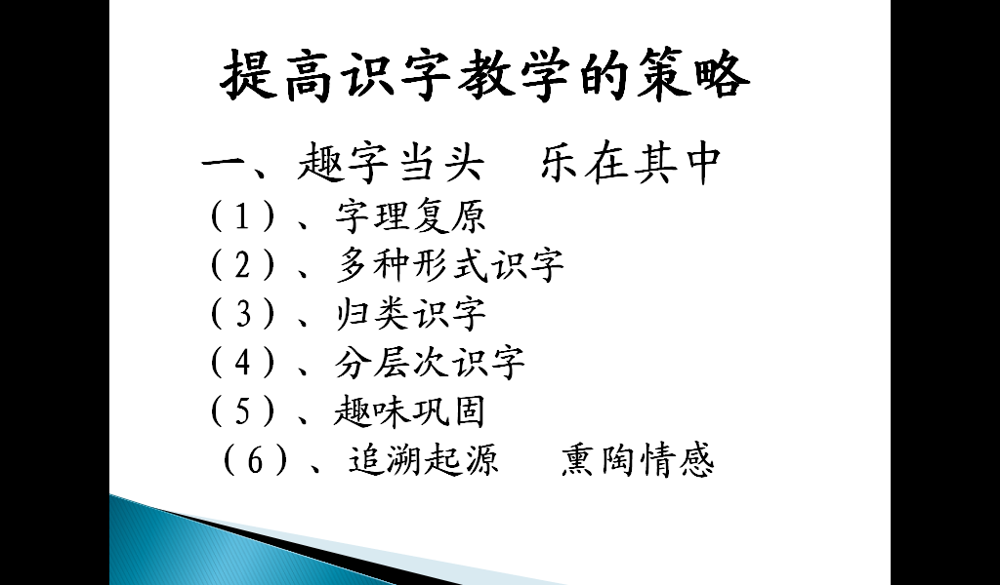 提高识字教学的策略
一、趣字当头 乐在其中
（1）、字理复原
（2）、多种形式识字
（3）、归类识字
（4）、分层次识字
（5）、趣味巩固
（6）、追溯起源 熏陶情感